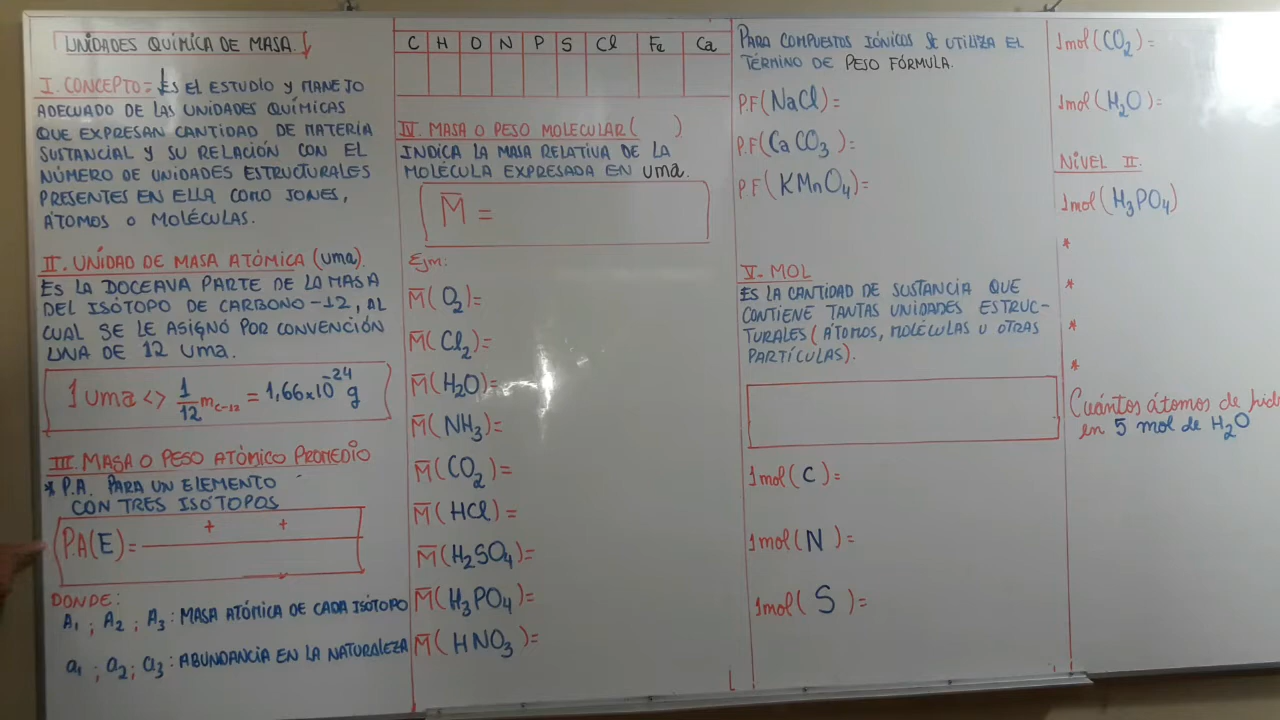 UNIDADES QUÍMICA DE MASA
I. CONCEPTO = ES EL ESTUDIO Y MANEJO
ADECUADO DE LAS UNIDADES QUÍMICAS
QUE EXPRESAN CANTIDAD DE MATERIA
SUSTANCIAL Y SU RELACIÓN CON EL
NÚMERO DE UNIDADES ESTRUCTURALES
PRESENTES EN ELLA COMO IONES,
ÁTOMOS O MOLÉCULAS.
II. UNIDAD DE MASA ATÓMICA (uma).
ES LA DOCEAVA PARTE DE LA MASA
DEL ISÓTOPO DE CARBONO-12, AL
CUAL SE LE ASIGNÓ POR CONVENCIÓN
UNA DE 12 uma.
1 uma <> 1/12 m_C-12 = 1,66x10^-24 g
III. MASA O PESO ATÓMICO PROMEDIO
* P.A. PARA UN ELEMENTO
CON TRES ISÓTOPOS
P.A(E)= + +
DONDE:
A₁ ; A₂ ; A₃ : MASA ATÓMICA DE CADA ISÓTOPO
a₁ ; a₂ ; a₃ : ABUNDANCIA EN LA NATURALEZA
C H O N P S Cl Fe Ca
IV. MASA O PESO MOLECULAR ( )
INDICA LA MASA RELATIVA DE LA
MOLÉCULA EXPRESADA EN uma.
M̅ =
Ejm:
M̅(O₂)=
M̅(Cl₂)=
M̅(H₂O)=
M̅(NH₃)=
M̅(CO₂)=
M̅(HCl)=
M̅(H₂SO₄)=
M̅(H₃PO₄)=
M̅(HNO₃)=
PARA COMPUESTOS IÓNICOS SE UTILIZA EL
TÉRMINO DE PESO FÓRMULA.
P.F(NaCl)=
P.F(CaCO₃)=
P.F(KMnO₄)=
V. MOL
ES LA CANTIDAD DE SUSTANCIA QUE
CONTIENE TANTAS UNIDADES ESTRUC-
TURALES (ÁTOMOS, MOLÉCULAS U OTRAS
PARTÍCULAS).
1mol(C)=
1mol(N)=
1mol(S)=
1mol(CO₂)=
1mol(H₂O)=
NIVEL II.
1mol(H₃PO₄)
*
*
*
*
Cuántos átomos de hid
en 5 mol de H₂O